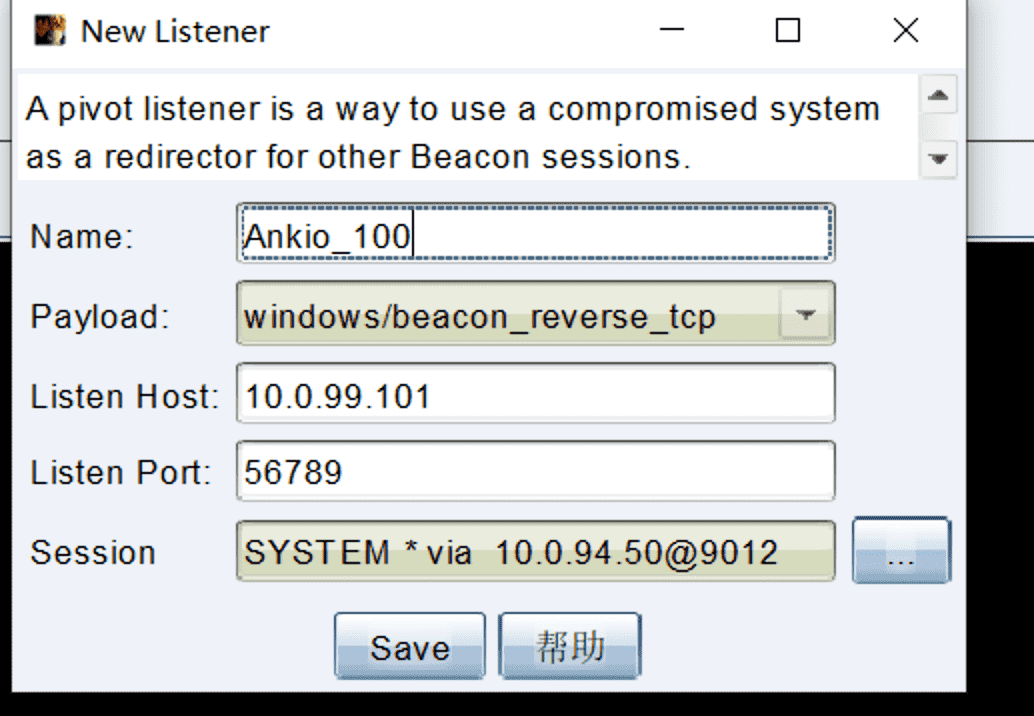 New Listener
A pivot listener is a way to use a compromised system
as a redirector for other Beacon sessions.
Name: Ankio_100
Payload: windows/beacon_reverse_tcp
Listen Host: 10.0.99.101
Listen Port: 56789
Session SYSTEM * via 10.0.94.50@9012 ...
Save 帮助